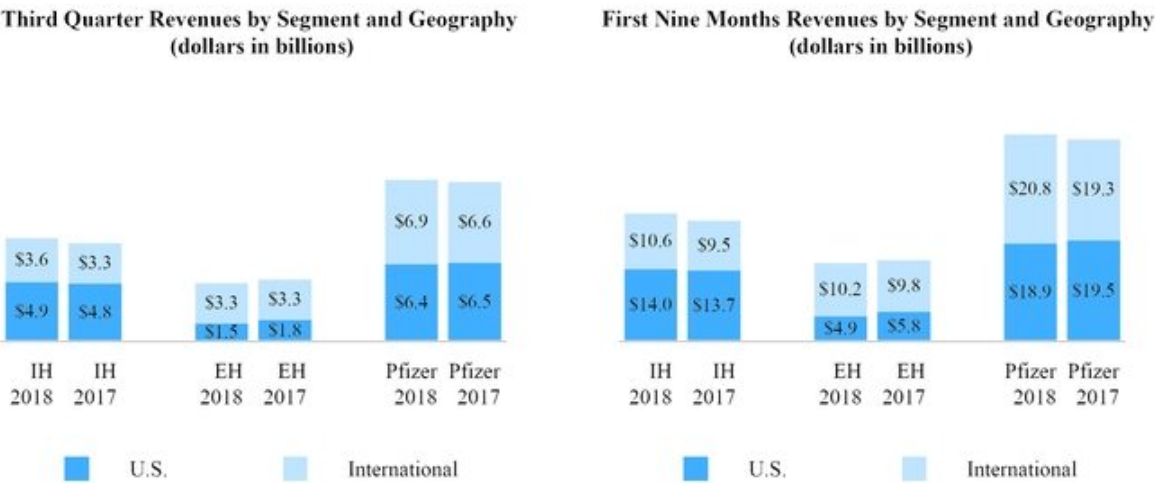 Third Quarter Revenues by Segment and Geography
(dollars in billions)
$3.6
$3.3
$4.9
$4.8
$3.3
$3.3
$1.5
$1.8
$6.9
$6.6
$6.4
$6.5
IH 2018
IH 2017
EH 2018
EH 2017
Pfizer 2018
Pfizer 2017
U.S.
International
First Nine Months Revenues by Segment and Geography
(dollars in billions)
$10.6
$9.5
$14.0
$13.7
$10.2
$9.8
$4.9
$5.8
$20.8
$19.3
$18.9
$19.5
IH 2018
IH 2017
EH 2018
EH 2017
Pfizer 2018
Pfizer 2017
U.S.
International